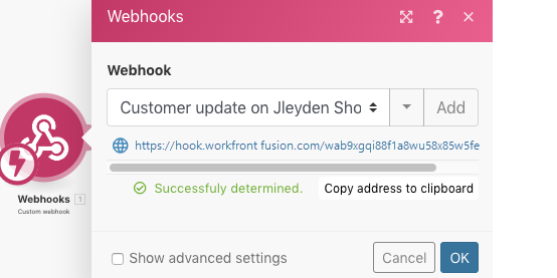 Webhooks
?
Webhook
Customer update on Jleyden Sho
Add
https://hook.workfront fusion.com/wab9xgqi88f1a8wu58x85w5fe
Successfuly determined.
Copy address to clipboard
Webhooks 1
Custom webhook
Show advanced settings
Cancel
OK